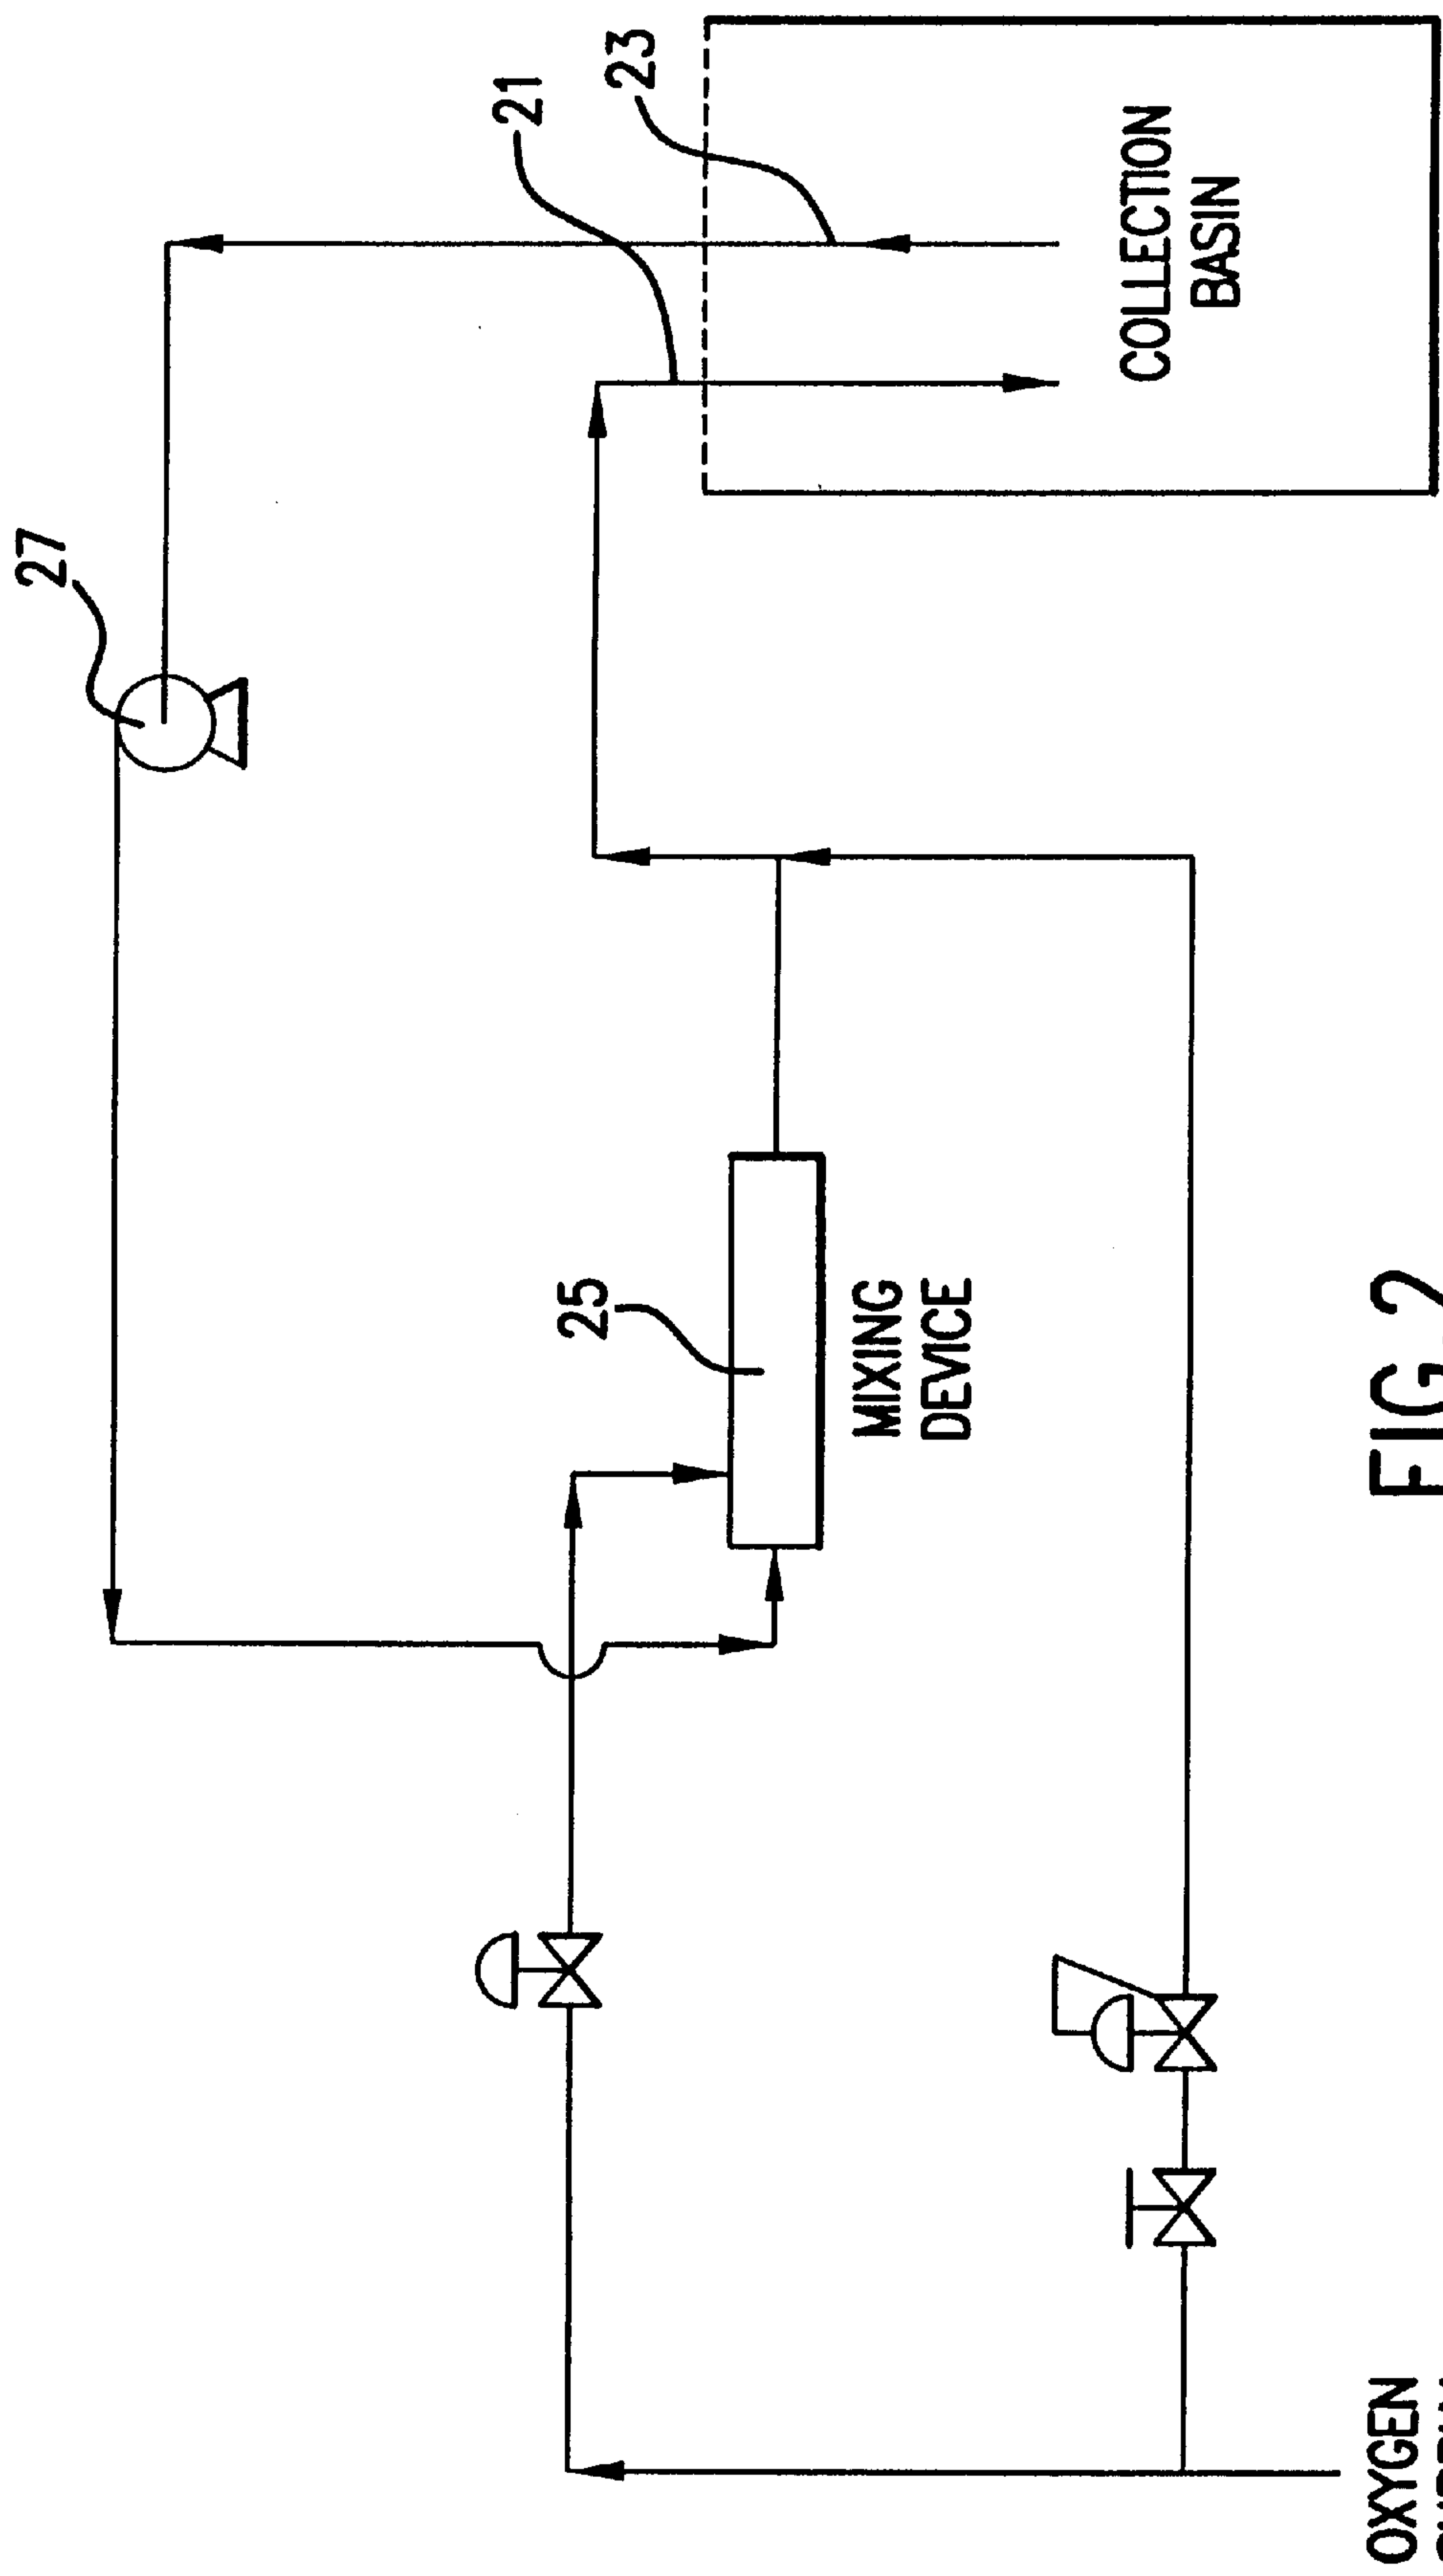 27
21
23
COLLECTION
BASIN
25
MIXING
DEVICE
OXYGEN
FIG.2